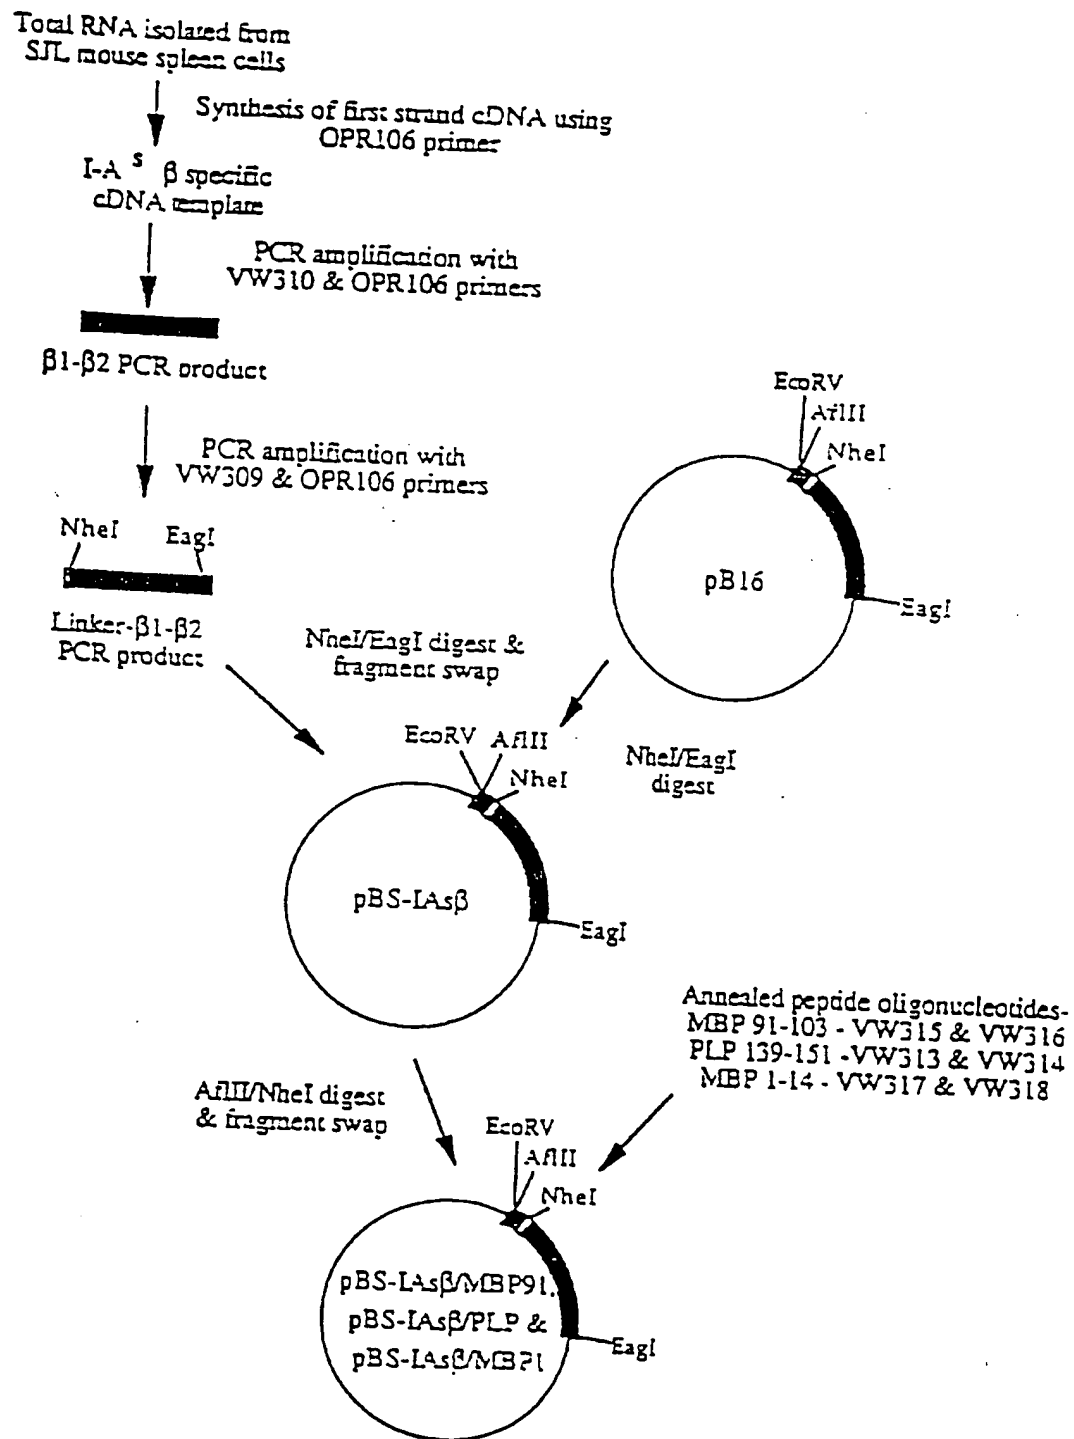 Total RNA isolated from
SJL mouse spleen cells
Synthesis of first strand cDNA using
OPR106 primer
I-A s β specific
cDNA template
PCR amplification with
VW310 & OPR106 primers
β1-β2 PCR product
PCR amplification with
VW309 & OPR106 primers
NheI EagI
Linker-β1-β2
PCR product
EcoRV
AflII
NheI
pB16
EagI
NheI/EagI digest &
fragment swap
NheI/EagI
digest
EcoRV AflII
NheI
pBS-IAsβ
EagI
Annealed peptide oligonucleotides-
MBP 91-103 - VW315 & VW316
PLP 139-151 -VW313 & VW314
MBP 1-14 - VW317 & VW318
AflII/NheI digest
& fragment swap
EcoRV
AflII
NheI
pBS-IAsβ/MBP91,
pBS-IAsβ/PLP &
pBS-IAsβ/MBP1
EagI